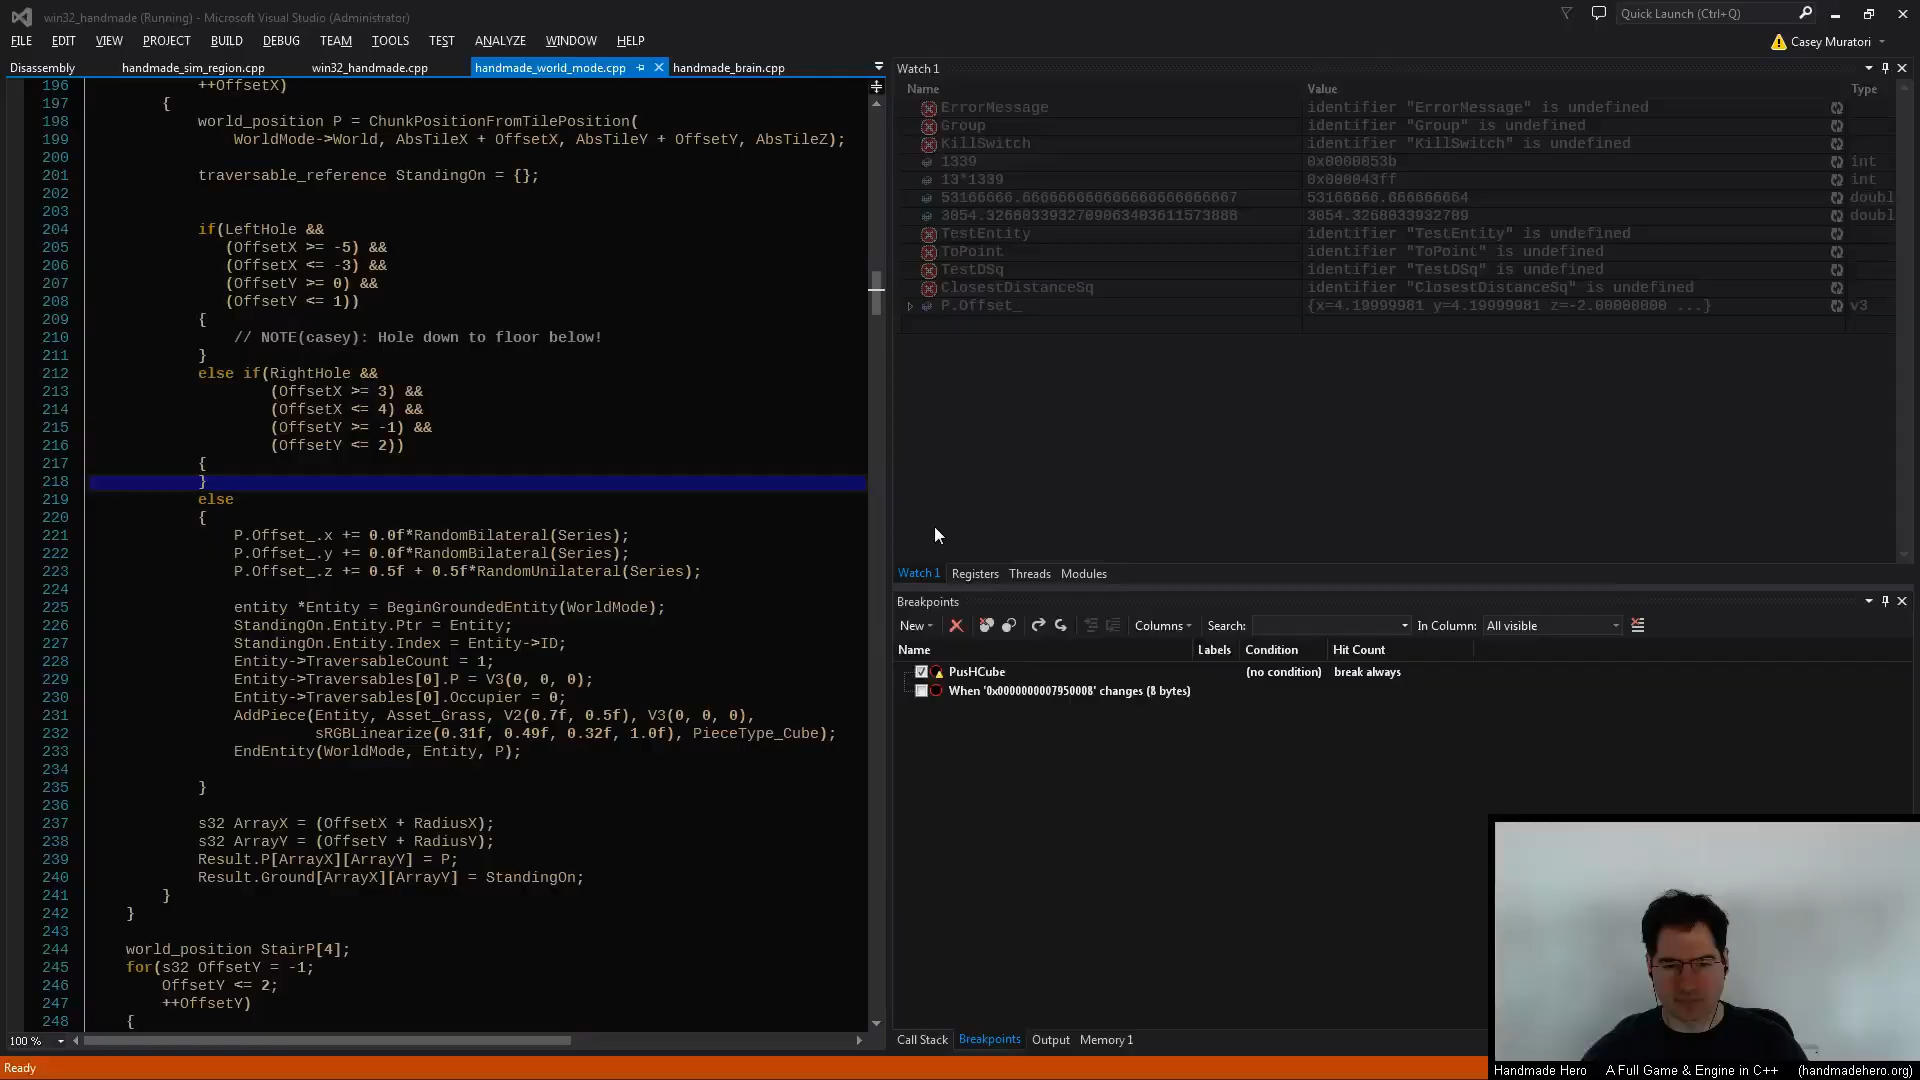 win32_handmade (Running) - Microsoft Visual Studio (Administrator)
Quick Launch (Ctrl+Q)
FILE EDIT VIEW PROJECT BUILD DEBUG TEAM TOOLS TEST ANALYZE WINDOW HELP
Casey Muratori
Disassembly handmade_sim_region.cpp win32_handmade.cpp handmade_world_mode.cpp handmade_brain.cpp
196 ++OffsetX)
197 {
198 world_position P = ChunkPositionFromTilePosition(
199 WorldMode->World, AbsTileX + OffsetX, AbsTileY + OffsetY, AbsTileZ);
200
201 traversable_reference StandingOn = {};
202
203
204 if(LeftHole &&
205 (OffsetX >= -5) &&
206 (OffsetX <= -3) &&
207 (OffsetY >= 0) &&
208 (OffsetY <= 1))
209 {
210 // NOTE(casey): Hole down to floor below!
211 }
212 else if(RightHole &&
213 (OffsetX >= 3) &&
214 (OffsetX <= 4) &&
215 (OffsetY >= -1) &&
216 (OffsetY <= 2))
217 {
218 }
219 else
220 {
221 P.Offset_.x += 0.0f*RandomBilateral(Series);
222 P.Offset_.y += 0.0f*RandomBilateral(Series);
223 P.Offset_.z += 0.5f + 0.5f*RandomUnilateral(Series);
224
225 entity *Entity = BeginGroundedEntity(WorldMode);
226 StandingOn.Entity.Ptr = Entity;
227 StandingOn.Entity.Index = Entity->ID;
228 Entity->TraversableCount = 1;
229 Entity->Traversables[0].P = V3(0, 0, 0);
230 Entity->Traversables[0].Occupier = 0;
231 AddPiece(Entity, Asset_Grass, V2(0.7f, 0.5f), V3(0, 0, 0),
232 sRGBLinearize(0.31f, 0.49f, 0.32f, 1.0f), PieceType_Cube);
233 EndEntity(WorldMode, Entity, P);
234
235 }
236
237 s32 ArrayX = (OffsetX + RadiusX);
238 s32 ArrayY = (OffsetY + RadiusY);
239 Result.P[ArrayX][ArrayY] = P;
240 Result.Ground[ArrayX][ArrayY] = StandingOn;
241 }
242 }
243
244 world_position StairP[4];
245 for(s32 OffsetY = -1;
246 OffsetY <= 2;
247 ++OffsetY)
248 {
100 %
Ready
Watch 1
Name Value Type
ErrorMessage identifier "ErrorMessage" is undefined
Group identifier "Group" is undefined
KillSwitch identifier "KillSwitch" is undefined
1339 0x0000053b int
13*1339 0x000043ff int
53166666.666666664 doubl
3054.3268033932709 doubl
TestEntity identifier "TestEntity" is undefined
ToPoint identifier "ToPoint" is undefined
TestDSq identifier "TestDSq" is undefined
ClosestDistanceSq identifier "ClosestDistanceSq" is undefined
P.Offset_ {x=4.19999981 y=4.19999981 z=-2.00000000 ...} v3
Watch 1 Registers Threads Modules
Breakpoints
New Columns Search: In Column: All visible
Name Labels Condition Hit Count
PusHCube (no condition) break always
When '0x0000000007950008' changes (8 bytes)
Call Stack Breakpoints Output Memory 1
Handmade Hero A Full Game & Engine in C++ (handmadehero.org)